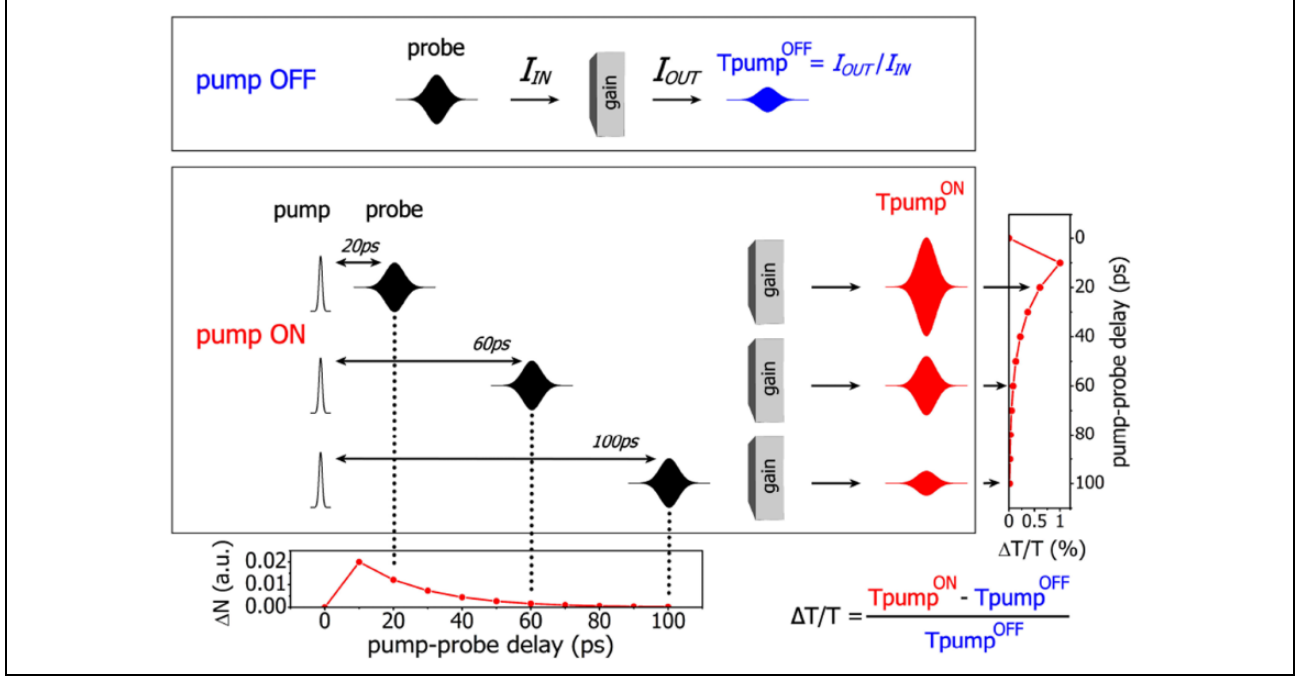 probe
pump OFF
I_IN
gain
I_OUT
Tpump^OFF = I_OUT/I_IN
pump
probe
Tpump^ON
pump ON
20ps
gain
60ps
gain
100ps
gain
0
20
40
60
80
100
pump-probe delay (ps)
0 0.5 1
ΔT/T (%)
ΔN (a.u.)
0.02
0.01
0.00
0 20 40 60 80 100
pump-probe delay (ps)
ΔT/T = (Tpump^ON - Tpump^OFF) / Tpump^OFF